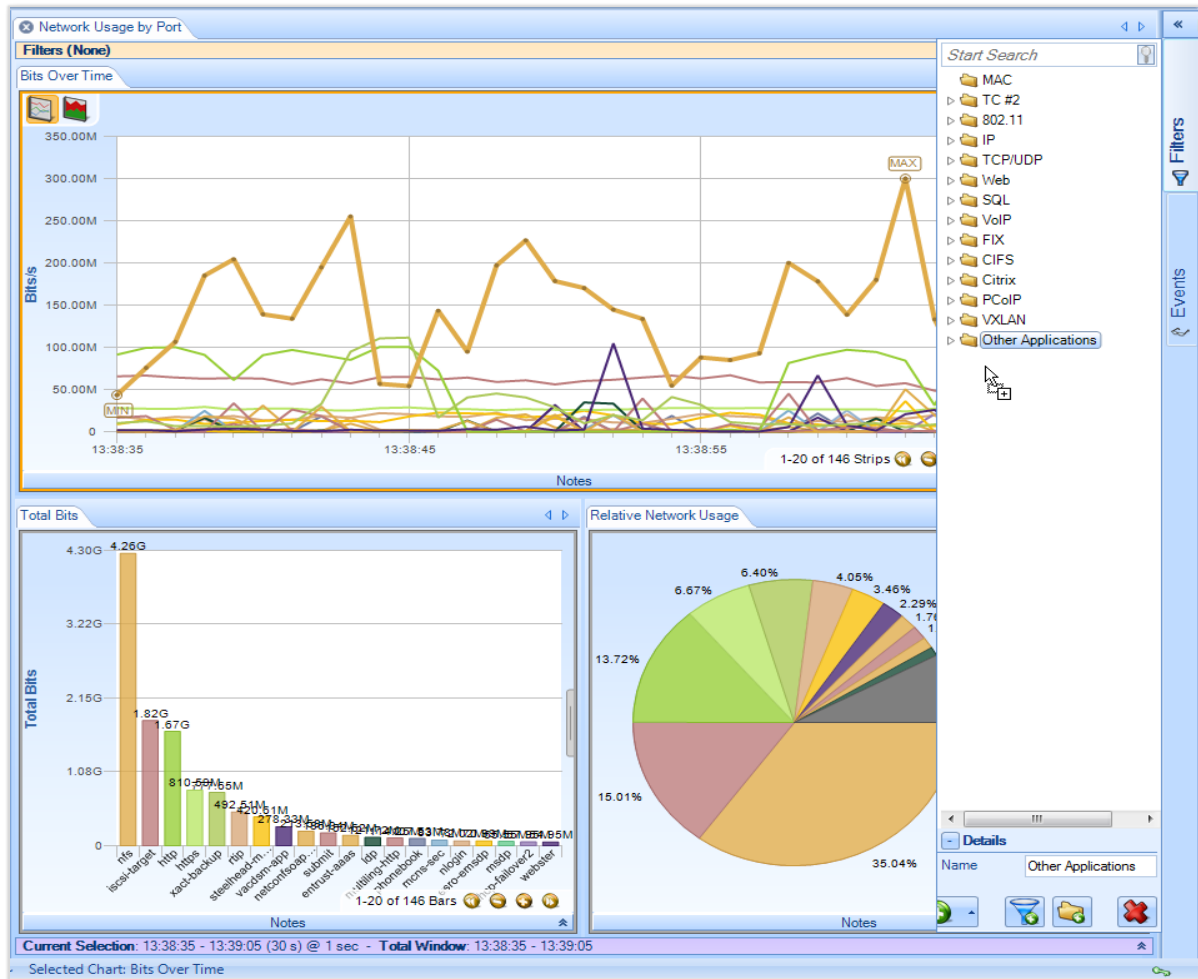 Network Usage by Port
Filters (None)
Bits Over Time
350.00M
300.00M
250.00M
200.00M
150.00M
100.00M
50.00M
0
Bits/s
MAX
MIN
13:38:35
13:38:45
13:38:55
1-20 of 146 Strips
Notes
Start Search
MAC
TC #2
802.11
IP
TCP/UDP
Web
SQL
VoIP
FIX
CIFS
Citrix
PCoIP
VXLAN
Other Applications
Filters
Events
Total Bits
4.30G
3.22G
2.15G
1.08G
0
Total Bits
4.26G
1.82G
1.67G
492.51M
420.61M
278.33M
nfs
iscsi-target
http
https
xact-backup
rtip
steelhead-m...
vacdsm-app
netconfsoap...
submit
entrust-aaas
idp
mcns-sec
nlogin
msdp
webster
1-20 of 146 Bars
Notes
Relative Network Usage
6.40%
4.05%
6.67%
3.46%
2.29%
13.72%
15.01%
35.04%
Notes
Details
Name
Other Applications
Current Selection: 13:38:35 - 13:39:05 (30 s) @ 1 sec - Total Window: 13:38:35 - 13:39:05
Selected Chart: Bits Over Time